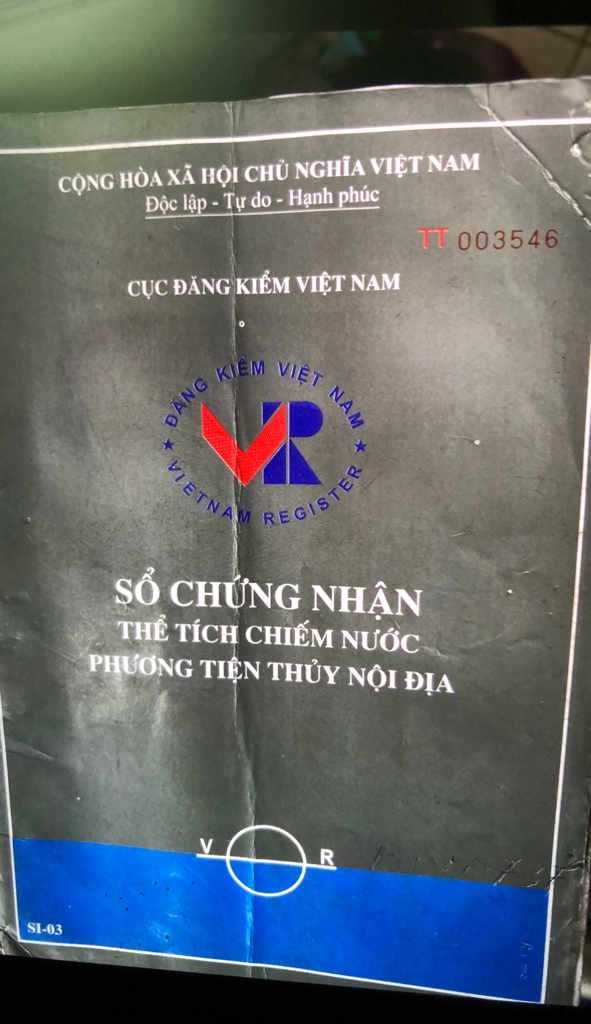 CỘNG HÒA XÃ HỘI CHỦ NGHĨA VIỆT NAM
Độc lập - Tự do - Hạnh phúc
TT 003546
CỤC ĐĂNG KIỂM VIỆT NAM
ĐĂNG KIỂM VIỆT NAM
VR
VIETNAM REGISTER
SỔ CHỨNG NHẬN
THỂ TÍCH CHIẾM NƯỚC
PHƯƠNG TIỆN THỦY NỘI ĐỊA
V R
SI-03